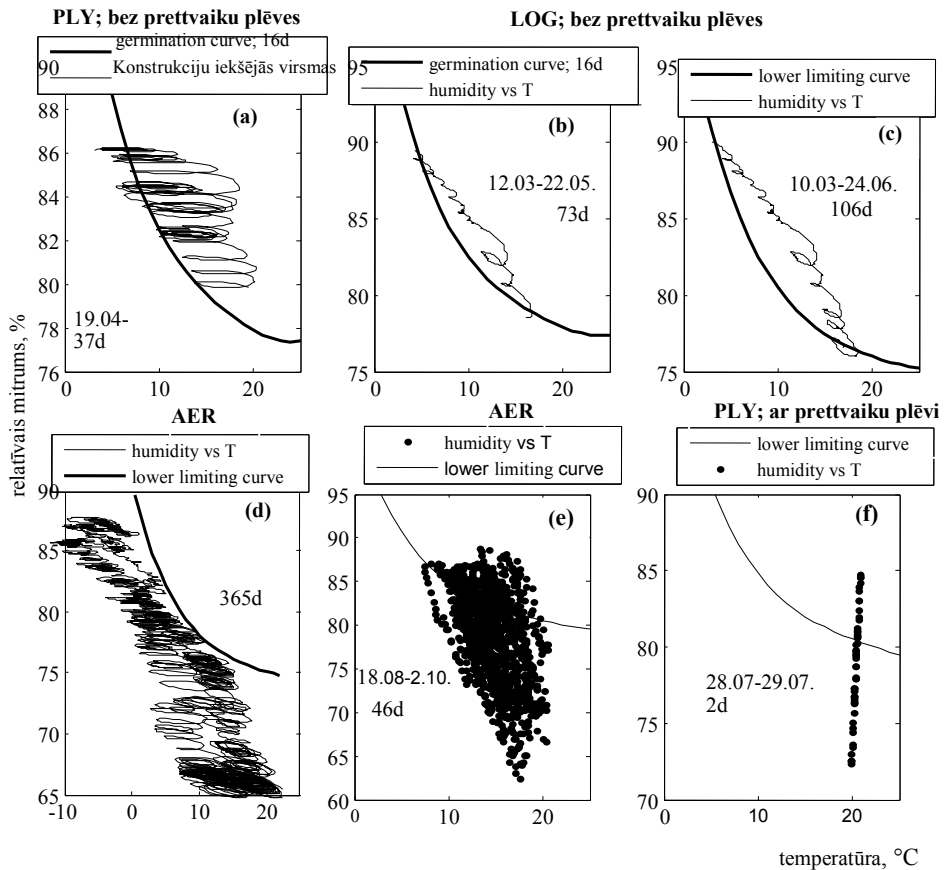 PLY; bez prettvaiku plēves
LOG; bez prettvaiku plēves
germination curve; 16d
Konstrukciju iekšējās virsmas
90
(a)
86
84
82
80
78
76
0
10
20
19.04-
37d
95
germination curve; 16d
humidity vs T
(b)
90
85
80
75
0
10
20
12.03-22.05.
73d
lower limiting curve
humidity vs T
(c)
90
85
80
75
0
10
20
10.03-24.06.
106d
relatīvais mitrums, %
AER
humidity vs T
lower limiting curve
(d)
90
85
80
75
70
65
-10
0
10
20
365d
AER
humidity vs T
lower limiting curve
(e)
95
90
85
80
75
70
65
60
0
10
20
18.08-2.10.
46d
PLY; ar prettvaiku plēvi
lower limiting curve
humidity vs T
(f)
90
85
80
75
70
0
10
20
28.07-29.07.
2d
temperatūra, °C